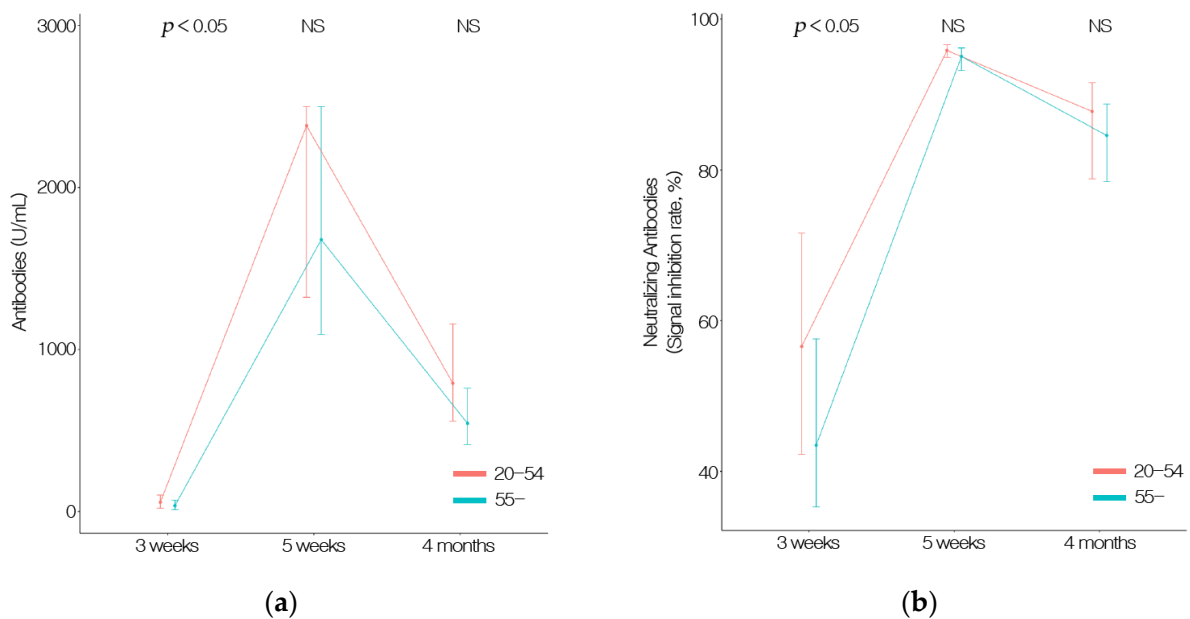 3000
p < 0.05
NS
NS
2000
1000
0
Antibodies (U/mL)
20–54
55–
3 weeks
5 weeks
4 months
(a)
100
p < 0.05
NS
NS
80
60
40
Neutralizing Antibodies
(Signal inhibition rate, %)
20–54
55–
3 weeks
5 weeks
4 months
(b)